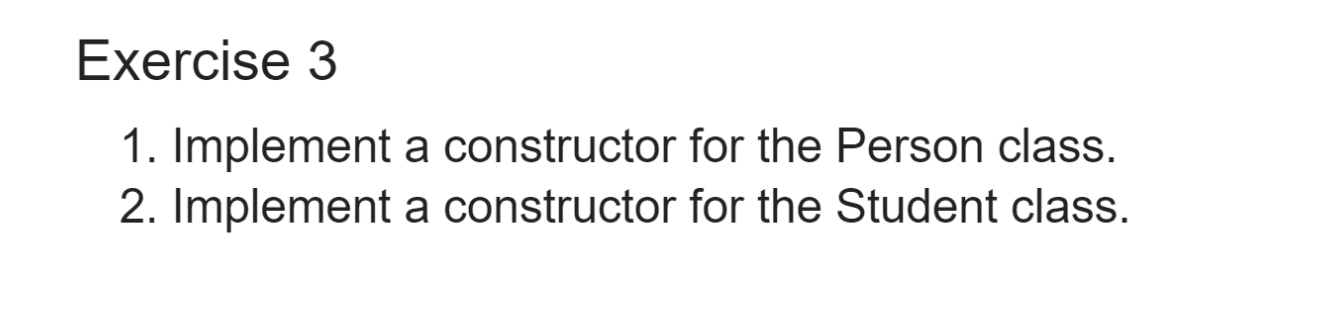 Exercise 3
1. Implement a constructor for the Person class.
2. Implement a constructor for the Student class.